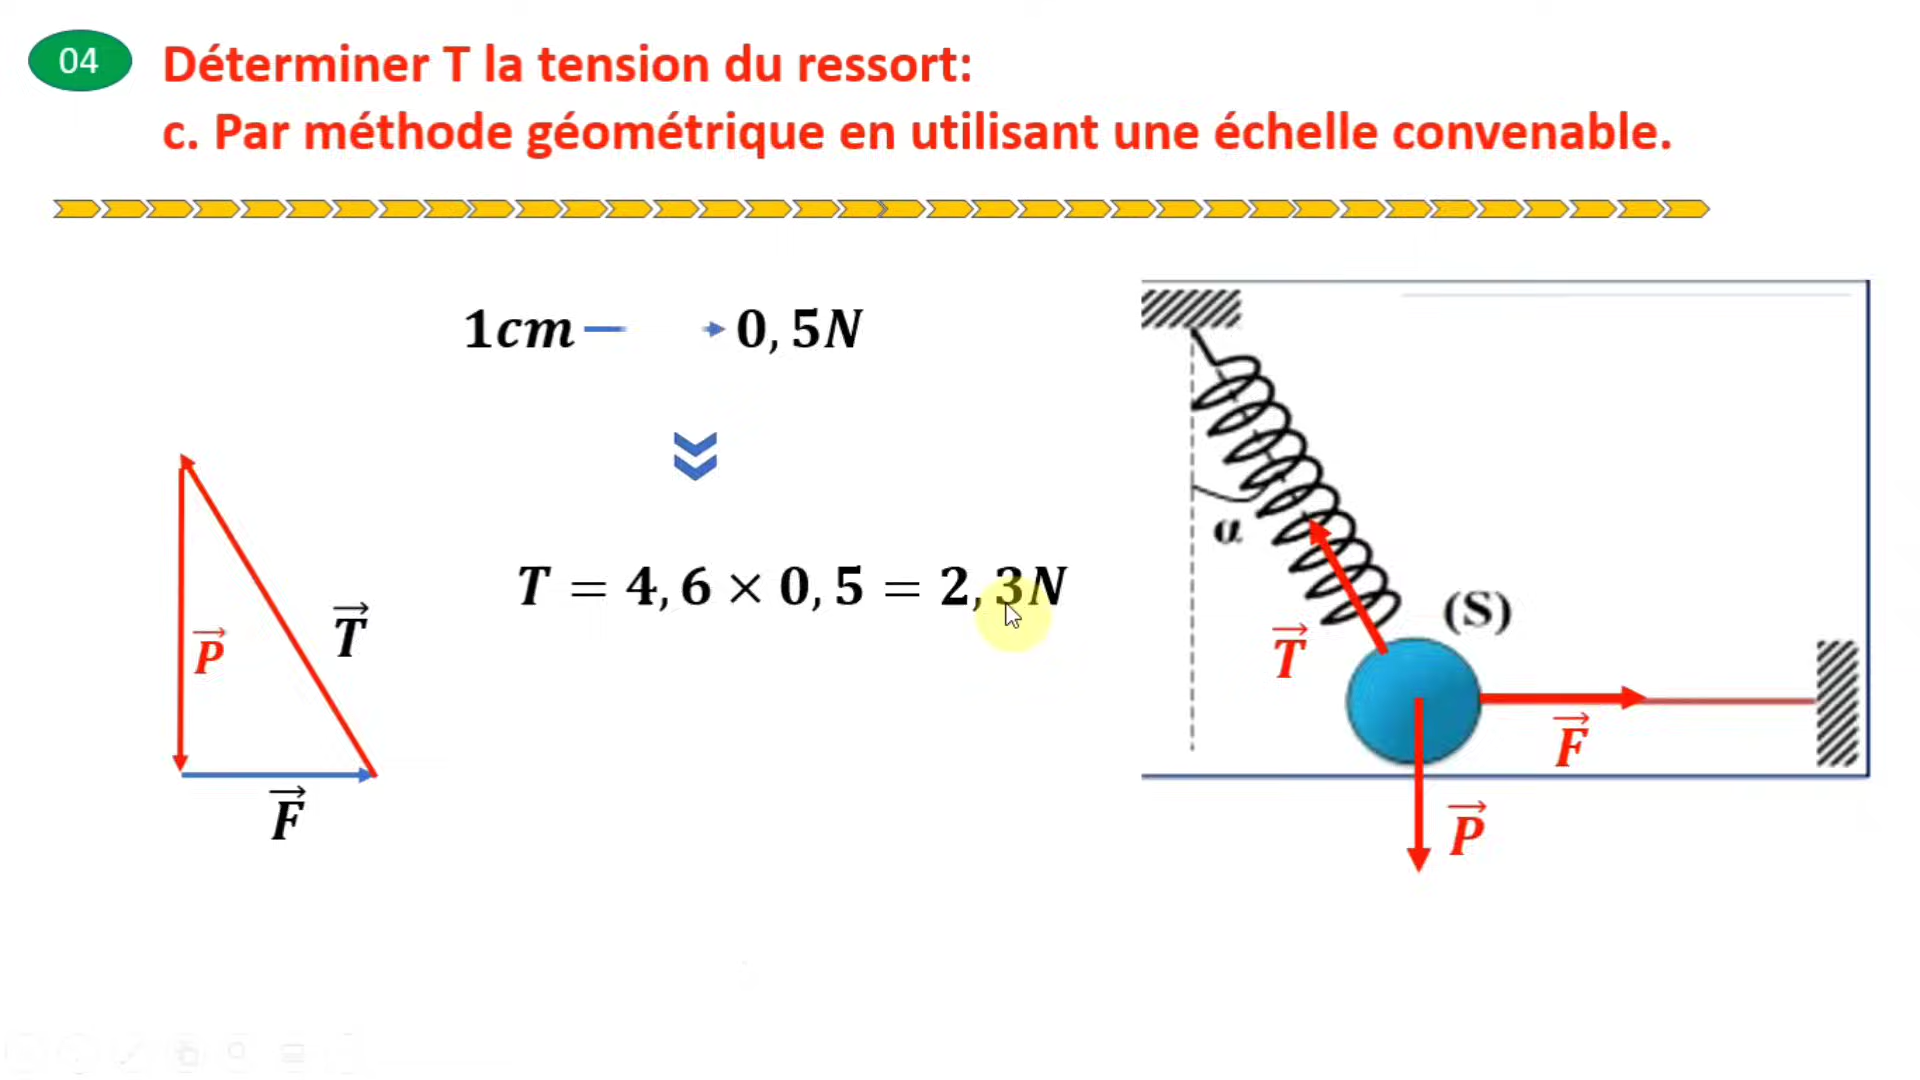 04
Déterminer T la tension du ressort:
c. Par méthode géométrique en utilisant une échelle convenable.
1cm → 0,5N
T = 4,6 × 0,5 = 2,3N
P⃗
T⃗
F⃗
α
(S)
T⃗
F⃗
P⃗